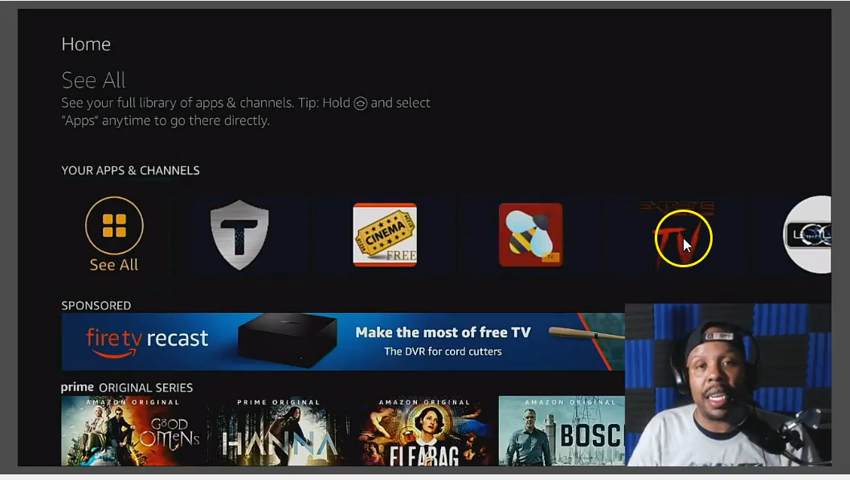 Home
See All
See your full library of apps & channels. Tip: Hold and select
"Apps" anytime to go there directly.
YOUR APPS & CHANNELS
T
CINEMA
FREE
TV
See All
SPONSORED
fire tv recast
Make the most of free TV
The DVR for cord cutters
prime ORIGINAL SERIES
AMAZON ORIGINAL
PRIME ORIGINAL
AMAZON ORIGINAL
AMAZON ORIGINAL
GOOD
OMENS
HANNA
FLEABAG
BOSC